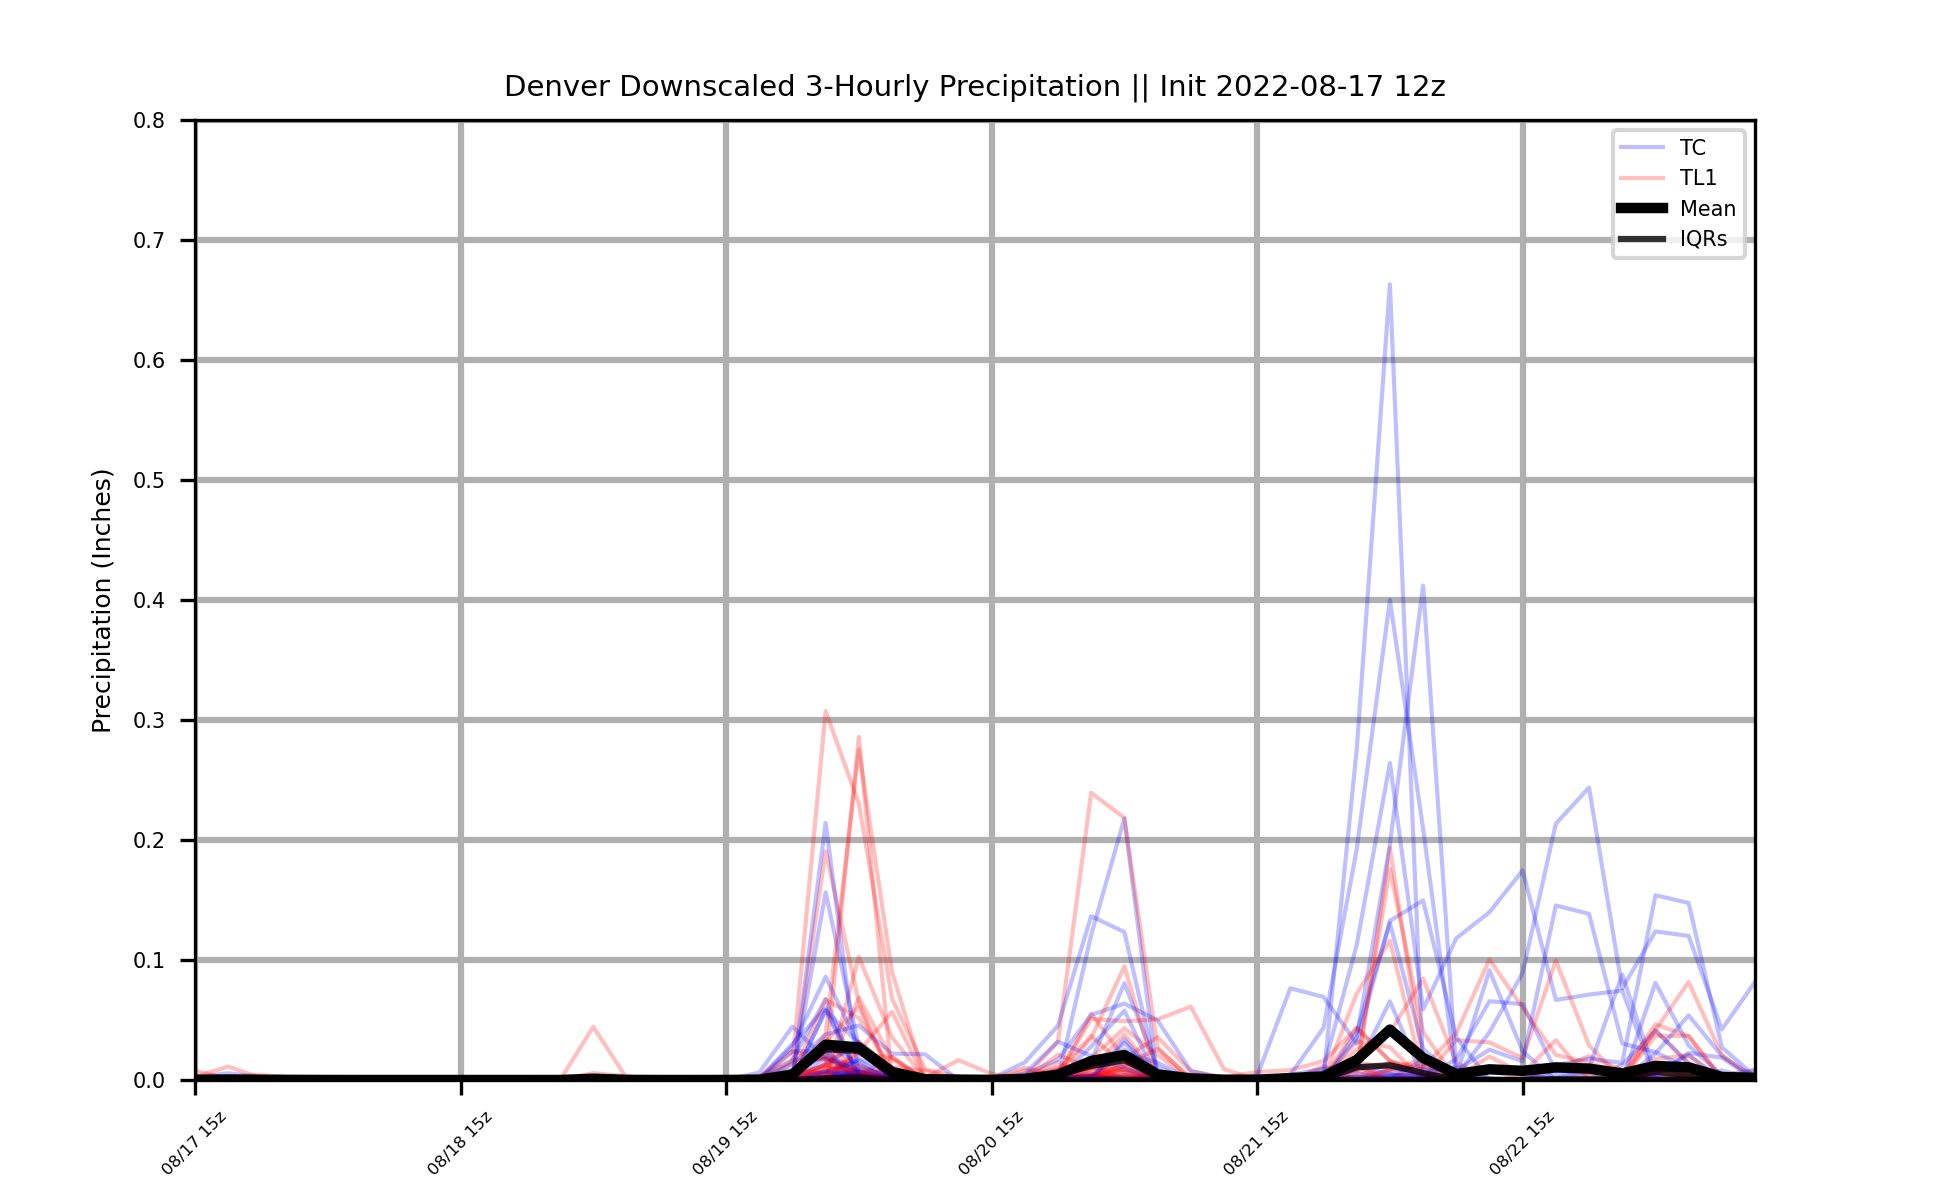 Denver Downscaled 3-Hourly Precipitation || Init 2022-08-17 12z
0.8
0.7
0.6
0.5
0.4
0.3
0.2
0.1
0.0
Precipitation (Inches)
TC
TL1
Mean
IQRs
08/17 15z
08/18 15z
08/19 15z
08/20 15z
08/21 15z
08/22 15z